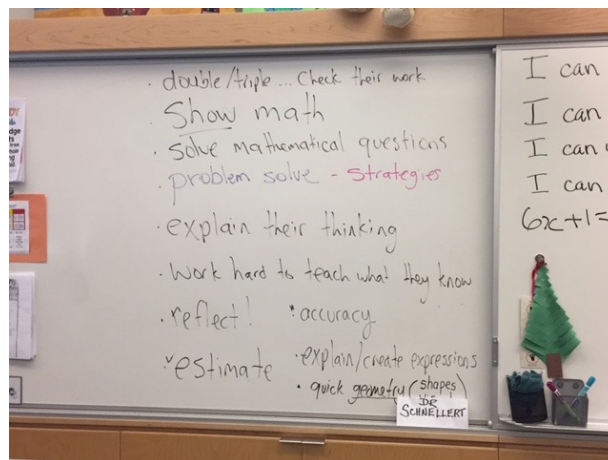 · double/triple... Check their work
· Show math
· solve mathematical questions
· problem solve - strategies
· explain their thinking
· Work hard to teach what they know
· reflect!
· accuracy
· estimate
· explain/create expressions
· quick geometry (shapes)
DR
SCHNELLERT
I can
I can
I can
I can
6x+1=